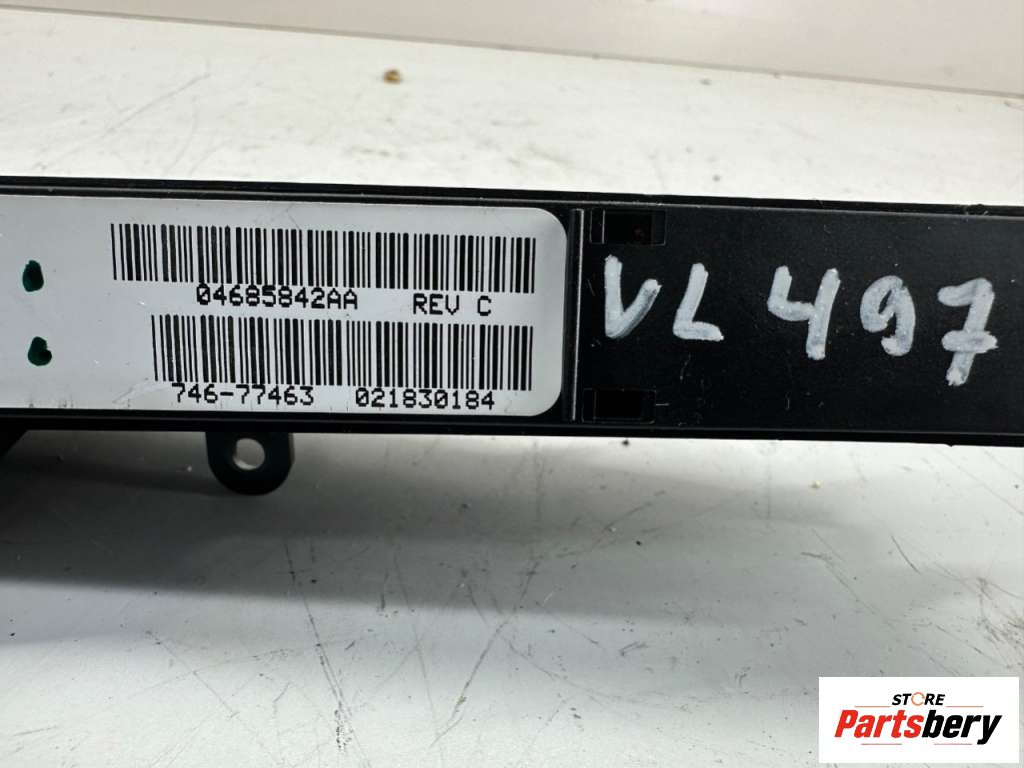 04685842AA REV C
746-77463 021830184
VL 497
STORE
Partsbery